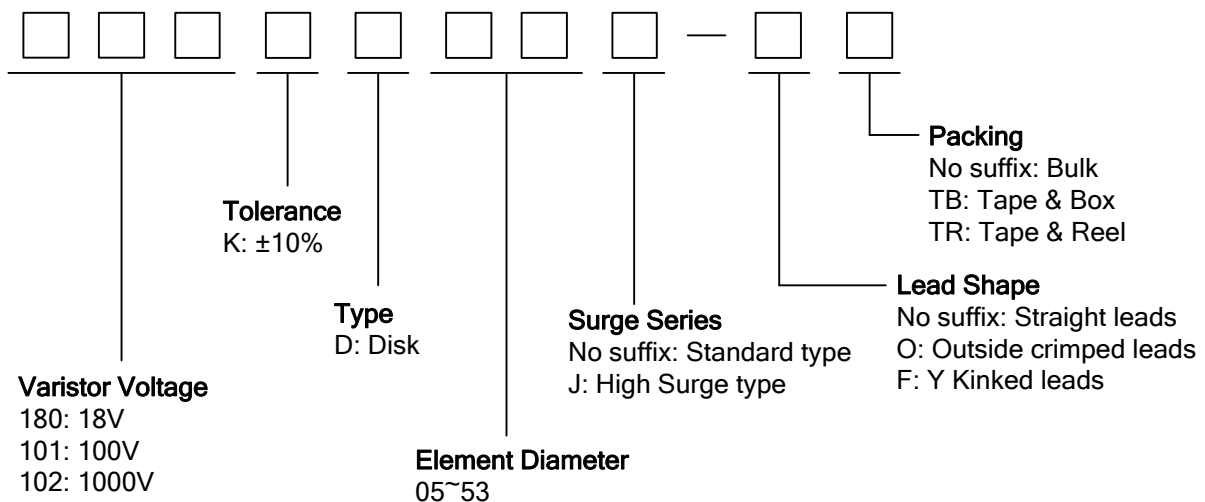 Packing
No suffix: Bulk
TB: Tape & Box
TR: Tape & Reel
Tolerance
K: ±10%
Lead Shape
No suffix: Straight leads
O: Outside crimped leads
F: Y Kinked leads
Type
D: Disk
Surge Series
No suffix: Standard type
J: High Surge type
Varistor Voltage
180: 18V
101: 100V
102: 1000V
Element Diameter
05~53